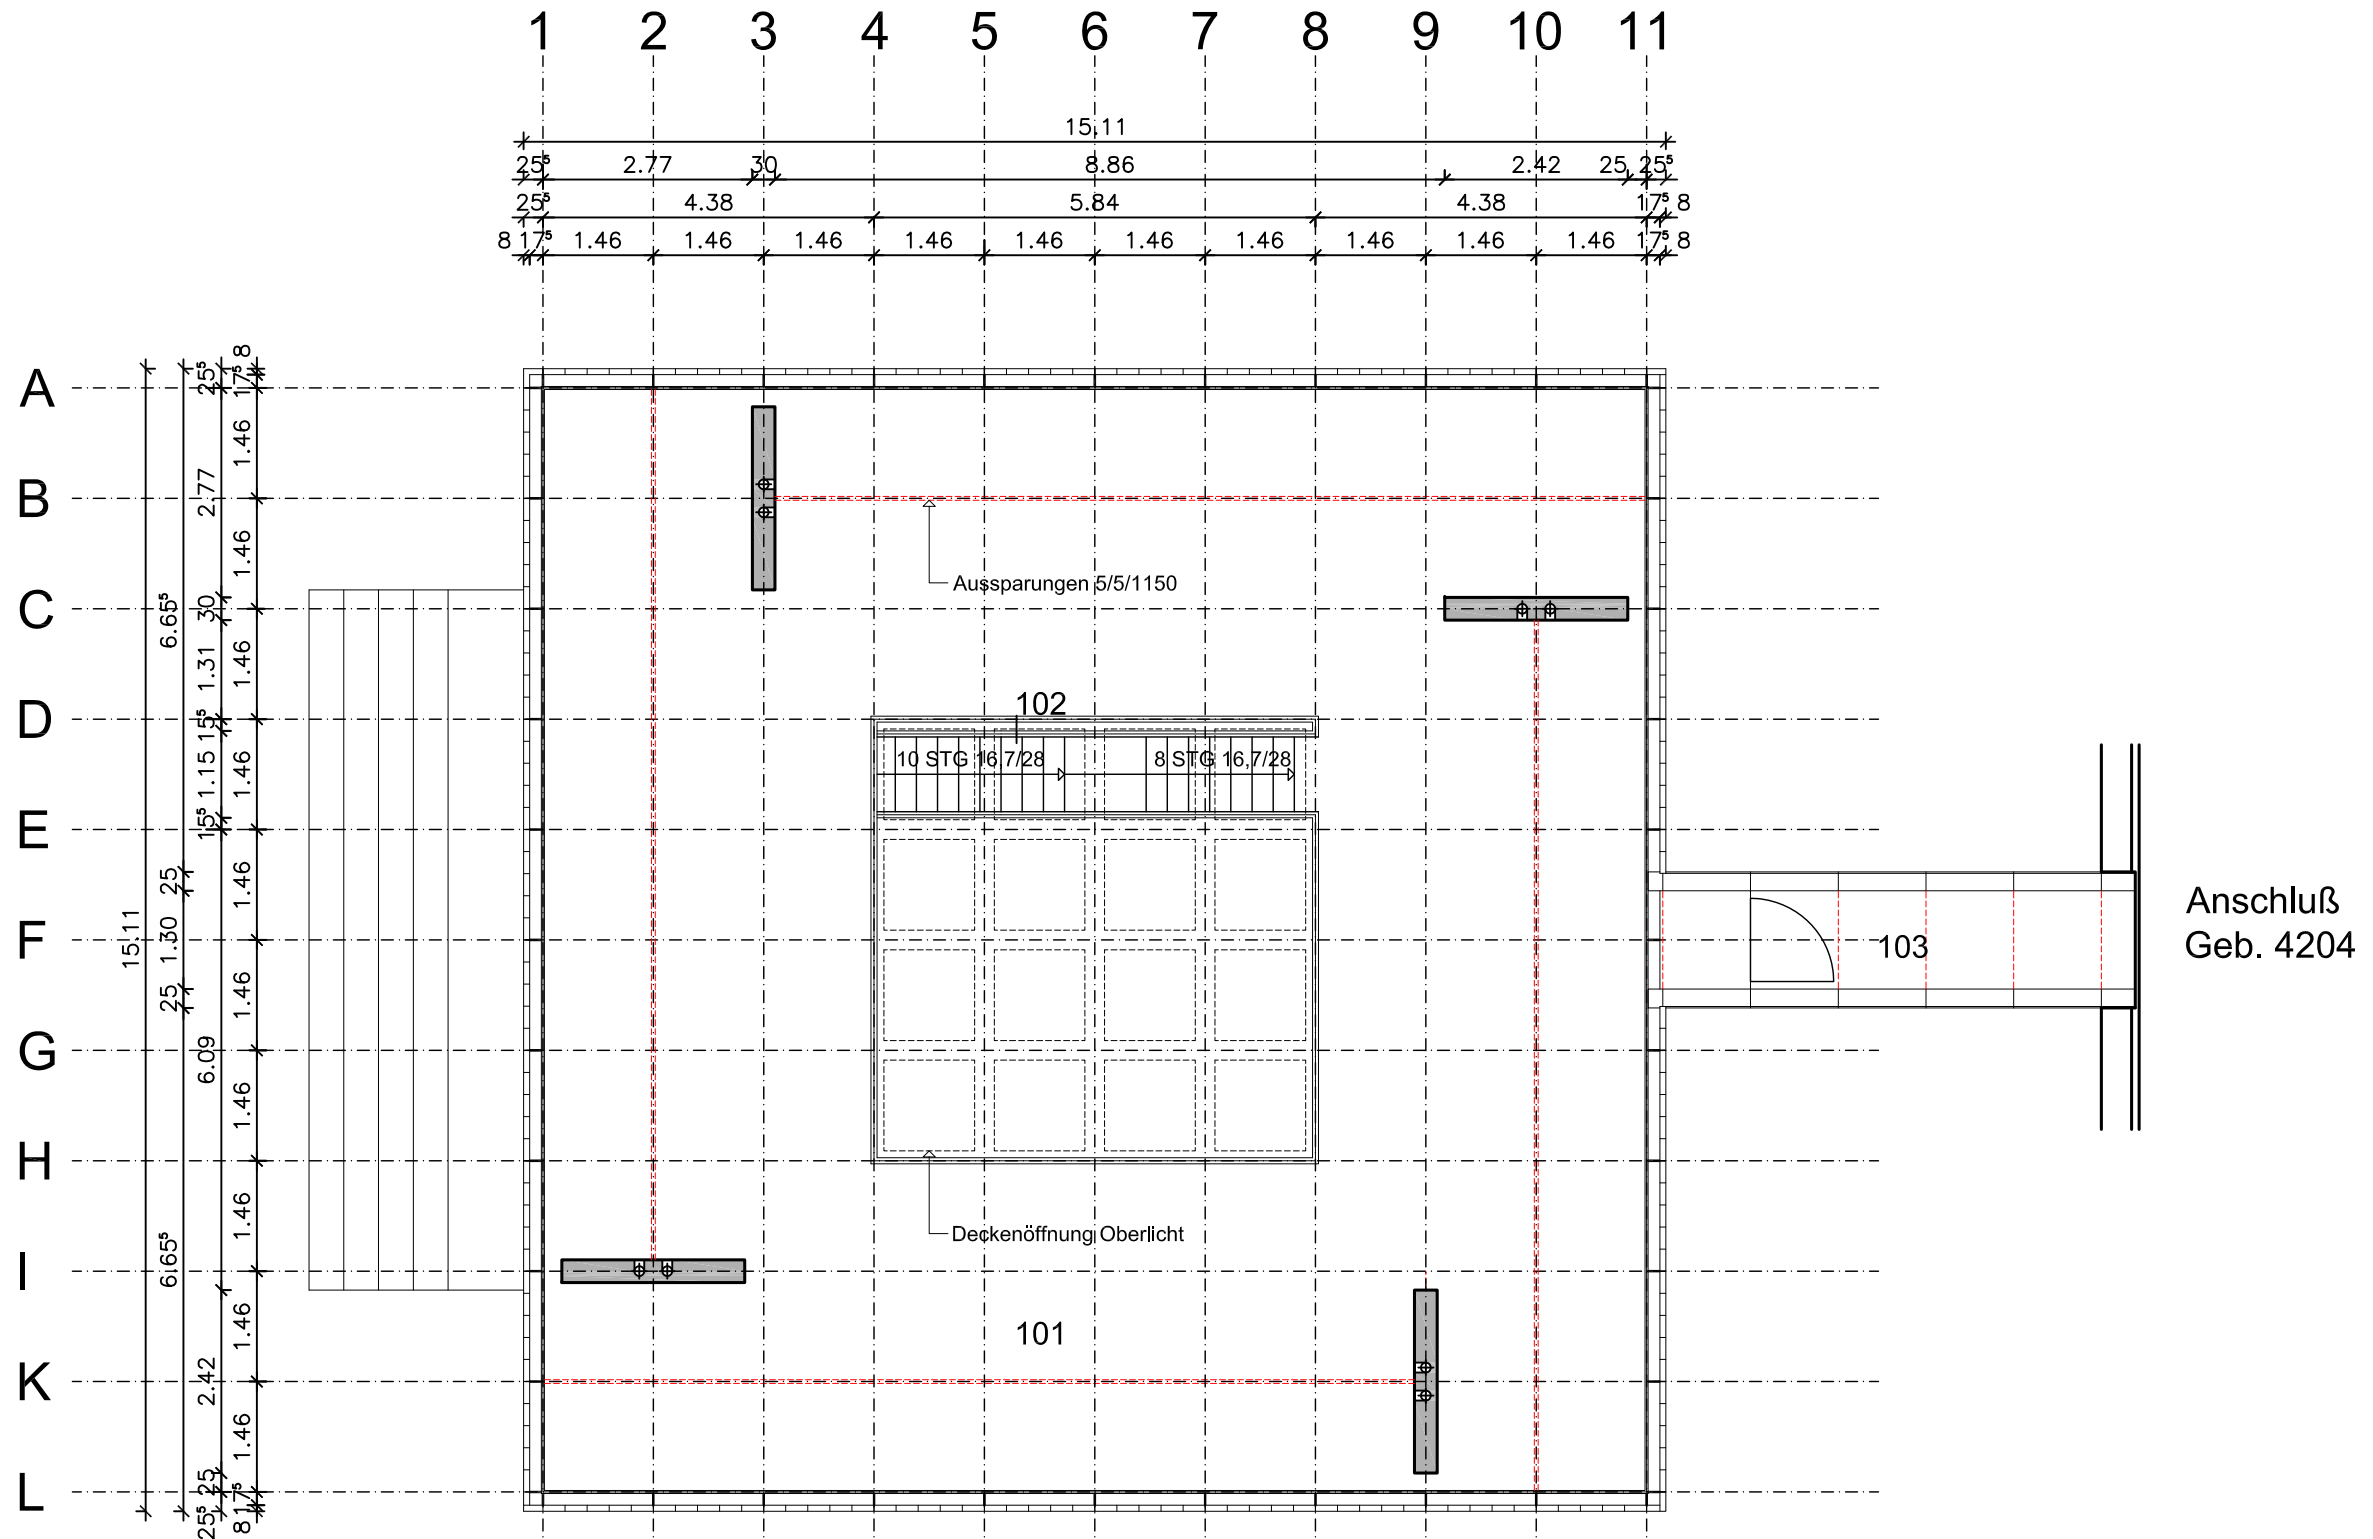 1 2 3 4 5 6 7 8 9 10 11
15.11
25⁵ 2.77 30 8.86 2.42 25 25⁵
25⁵ 4.38 5.84 4.38 17⁵ 8
8 17⁵ 1.46 1.46 1.46 1.46 1.46 1.46 1.46 1.46 1.46 1.46 17⁵ 8
A
B
C
D
E
F
G
H
I
K
L
15.11
6.65⁵ 25 1.30 25 6.65⁵
25⁵ 2.77 30 1.31 15⁵ 1.15 15⁵ 6.09 2.42 25 25⁵
8 17⁵ 1.46 1.46 1.46 1.46 1.46 1.46 1.46 1.46 1.46 1.46 17⁵ 8
Aussparungen 5/5/1150
102
10 STG 16,7/28 8 STG 16,7/28
103
Anschluß
Geb. 4204
Deckenöffnung Oberlicht
101